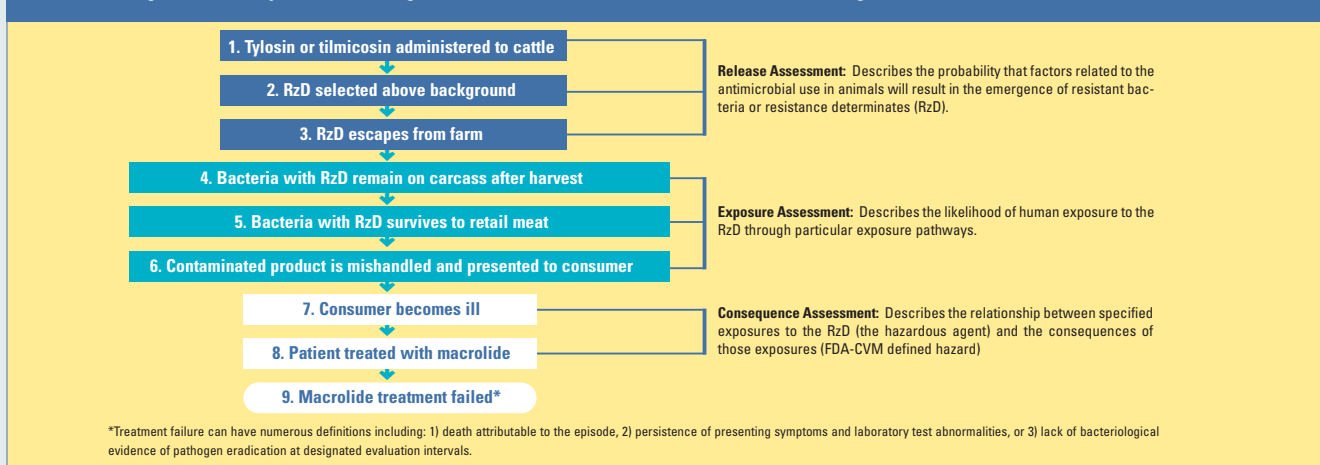 1. Tylosin or tilmicosin administered to cattle
2. RzD selected above background
3. RzD escapes from farm
Release Assessment: Describes the probability that factors related to the
antimicrobial use in animals will result in the emergence of resistant bac-
teria or resistance determinates (RzD).
4. Bacteria with RzD remain on carcass after harvest
5. Bacteria with RzD survives to retail meat
6. Contaminated product is mishandled and presented to consumer
Exposure Assessment: Describes the likelihood of human exposure to the
RzD through particular exposure pathways.
7. Consumer becomes ill
8. Patient treated with macrolide
Consequence Assessment: Describes the relationship between specified
exposures to the RzD (the hazardous agent) and the consequences of
those exposures (FDA-CVM defined hazard)
9. Macrolide treatment failed*
*Treatment failure can have numerous definitions including: 1) death attributable to the episode, 2) persistence of presenting symptoms and laboratory test abnormalities, or 3) lack of bacteriological
evidence of pathogen eradication at designated evaluation intervals.